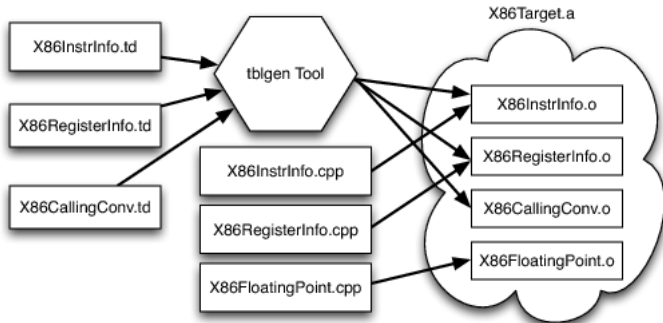 X86Target.a
X86InstrInfo.td
tblgen Tool
X86InstrInfo.o
X86RegisterInfo.td
X86InstrInfo.cpp
X86RegisterInfo.o
X86CallingConv.td
X86RegisterInfo.cpp
X86CallingConv.o
X86FloatingPoint.cpp
X86FloatingPoint.o